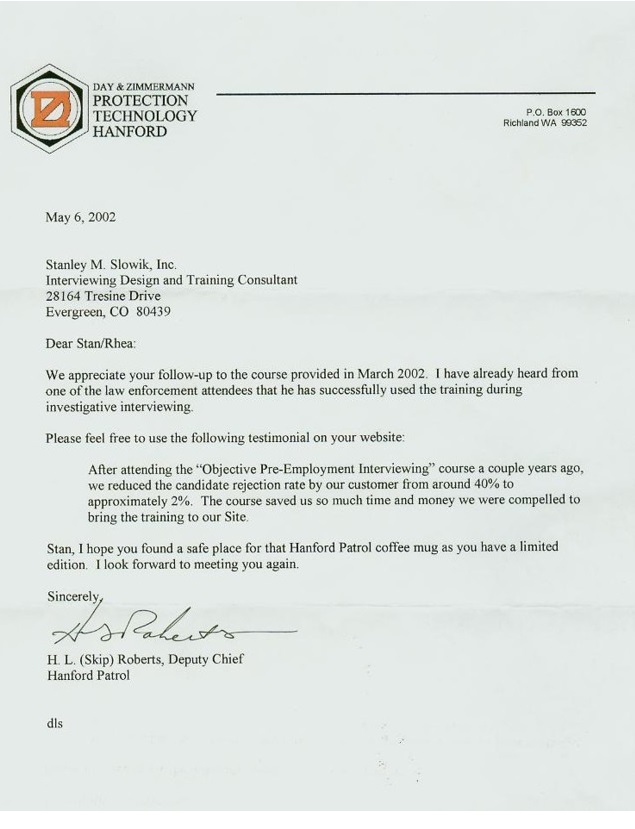 DAY & ZIMMERMANN
PROTECTION
TECHNOLOGY
HANFORD
P.O. Box 1600
Richland WA 99352
May 6, 2002
Stanley M. Slowik, Inc.
Interviewing Design and Training Consultant
28164 Tresine Drive
Evergreen, CO 80439
Dear Stan/Rhea:
We appreciate your follow-up to the course provided in March 2002. I have already heard from
one of the law enforcement attendees that he has successfully used the training during
investigative interviewing.
Please feel free to use the following testimonial on your website:
After attending the “Objective Pre-Employment Interviewing” course a couple years ago,
we reduced the candidate rejection rate by our customer from around 40% to
approximately 2%. The course saved us so much time and money we were compelled to
bring the training to our Site.
Stan, I hope you found a safe place for that Hanford Patrol coffee mug as you have a limited
edition. I look forward to meeting you again.
Sincerely,
H L Roberts
H. L. (Skip) Roberts, Deputy Chief
Hanford Patrol
dls